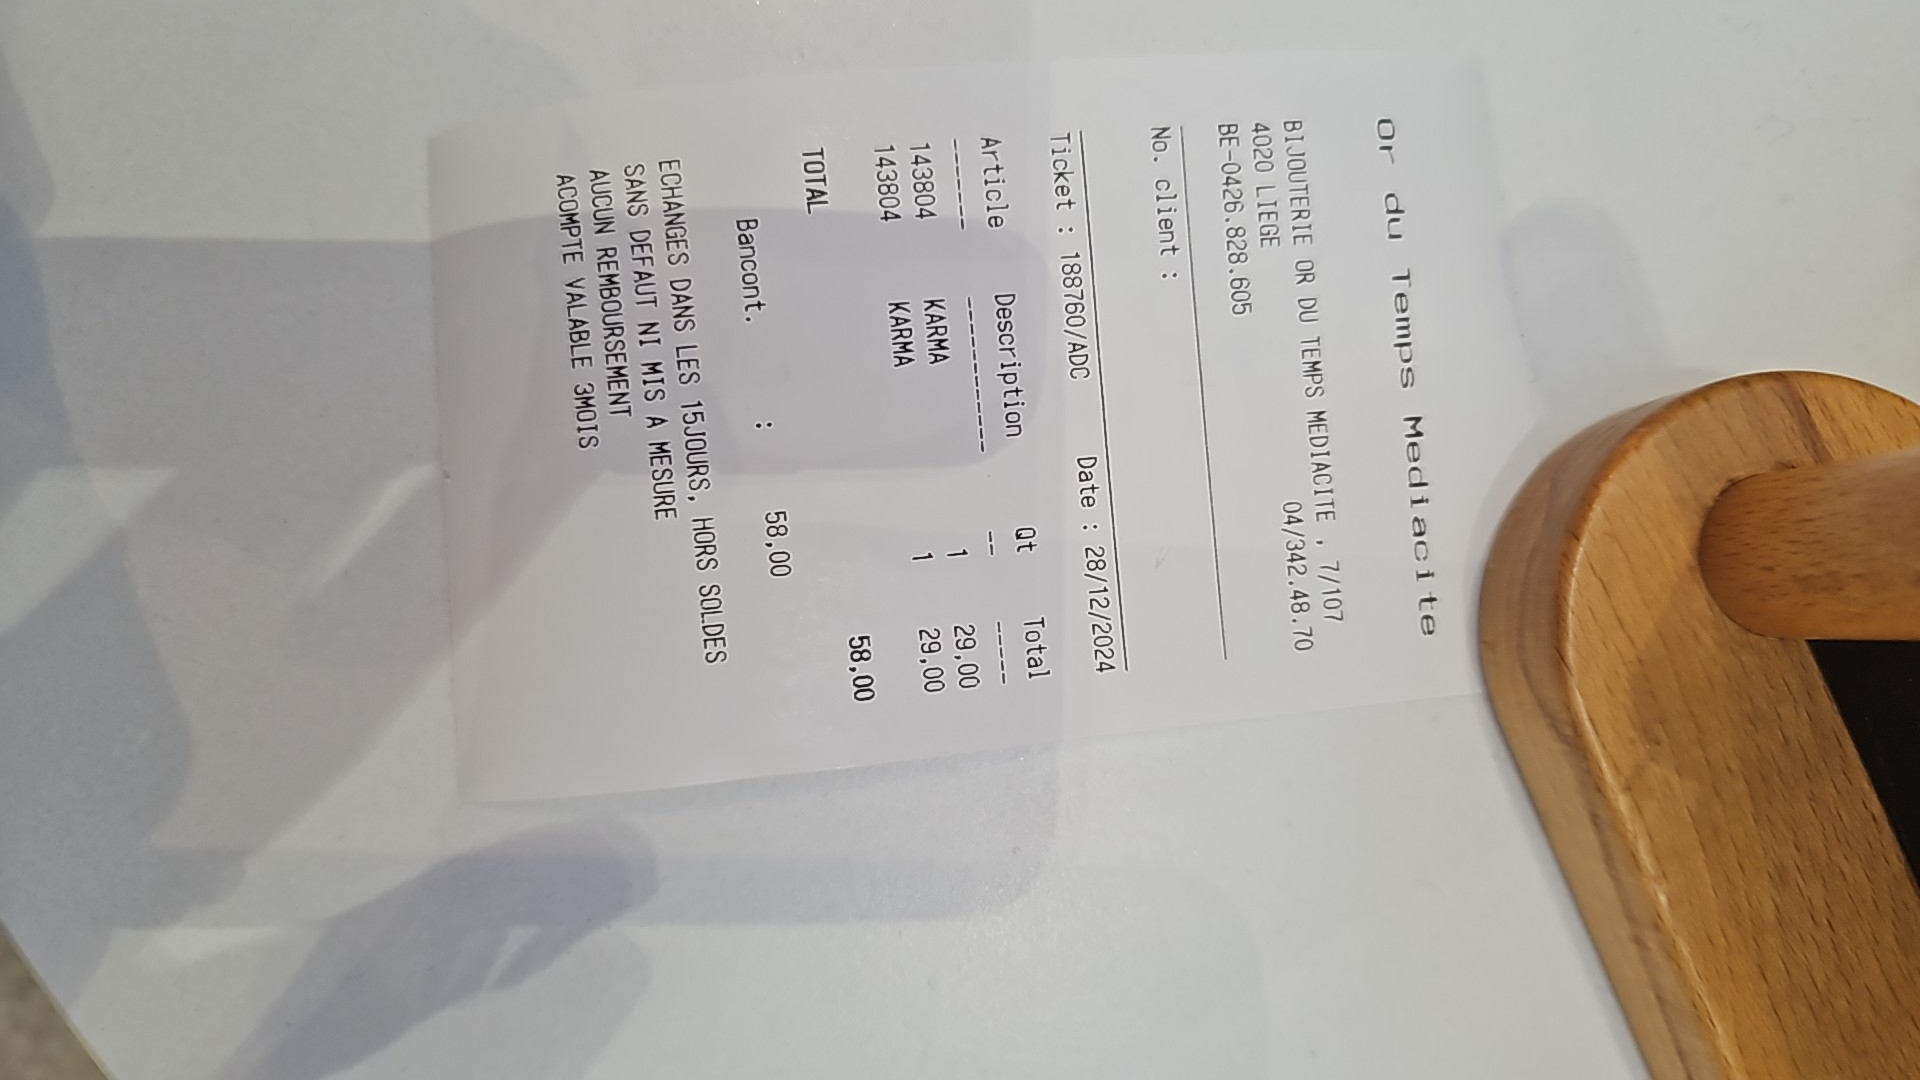 Or du Temps Mediacite
BIJOUTERIE OR DU TEMPS MEDIACITE , 7/107
4020 LIEGE 04/342.48.70
BE-0426.828.605
No. client :
Ticket : 188760/ADC Date : 28/12/2024
Article Description Qt Total
------- ------------- -- -----
143804 KARMA 1 29,00
143804 KARMA 1 29,00
TOTAL 58,00
Bancont. : 58,00
ECHANGES DANS LES 15JOURS, HORS SOLDES
SANS DEFAUT NI MIS A MESURE
AUCUN REMBOURSEMENT
ACOMPTE VALABLE 3MOIS